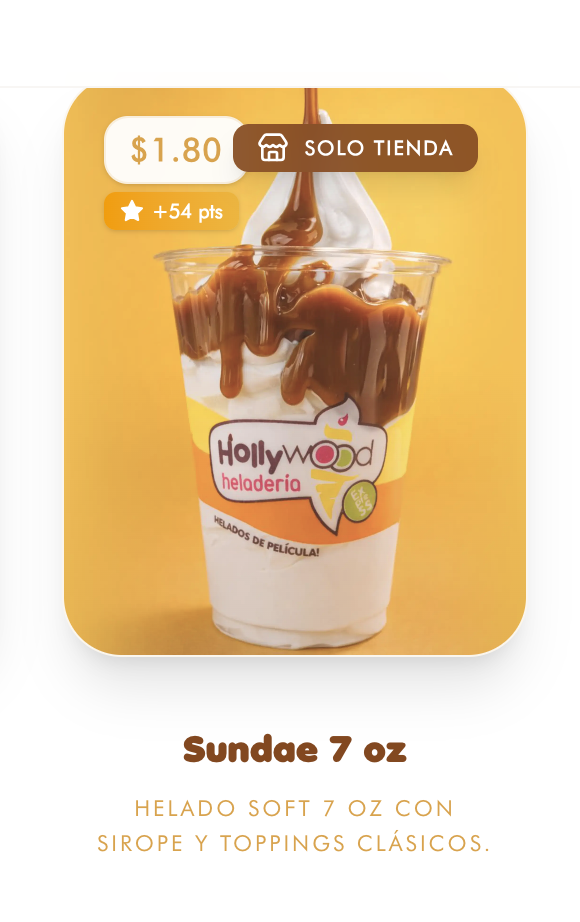 $1.80
SOLO TIENDA
+54 pts
Hollywood
heladería
HELADOS DE PELÍCULA!
Sundae 7 oz
HELADO SOFT 7 OZ CON
SIROPE Y TOPPINGS CLÁSICOS.